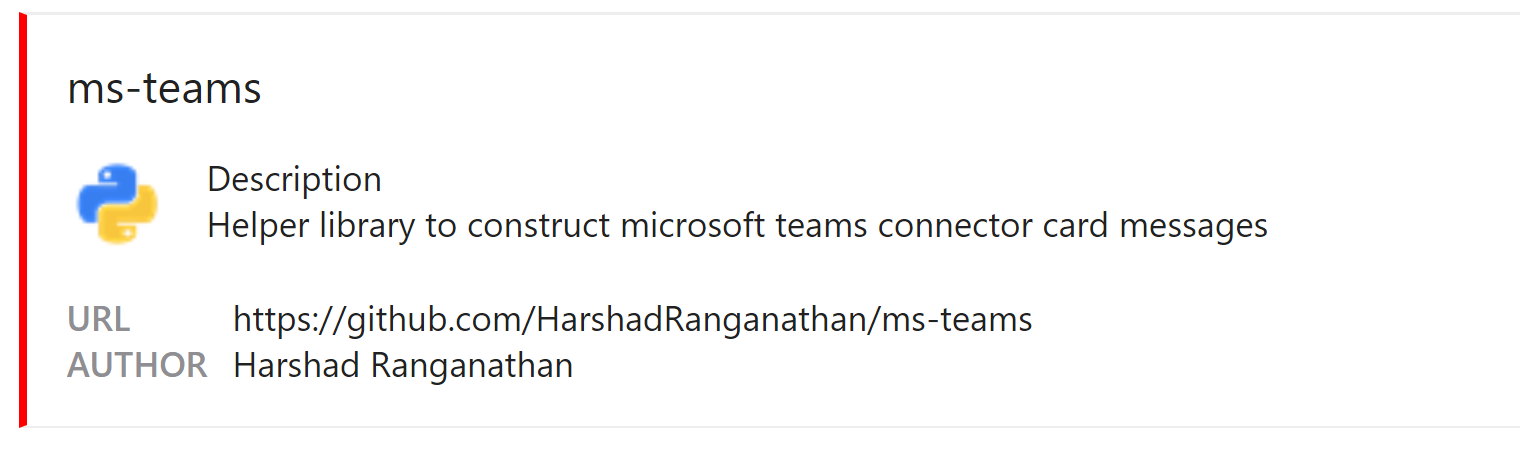 ms-teams
Description
Helper library to construct microsoft teams connector card messages
URL https://github.com/HarshadRanganathan/ms-teams
AUTHOR Harshad Ranganathan